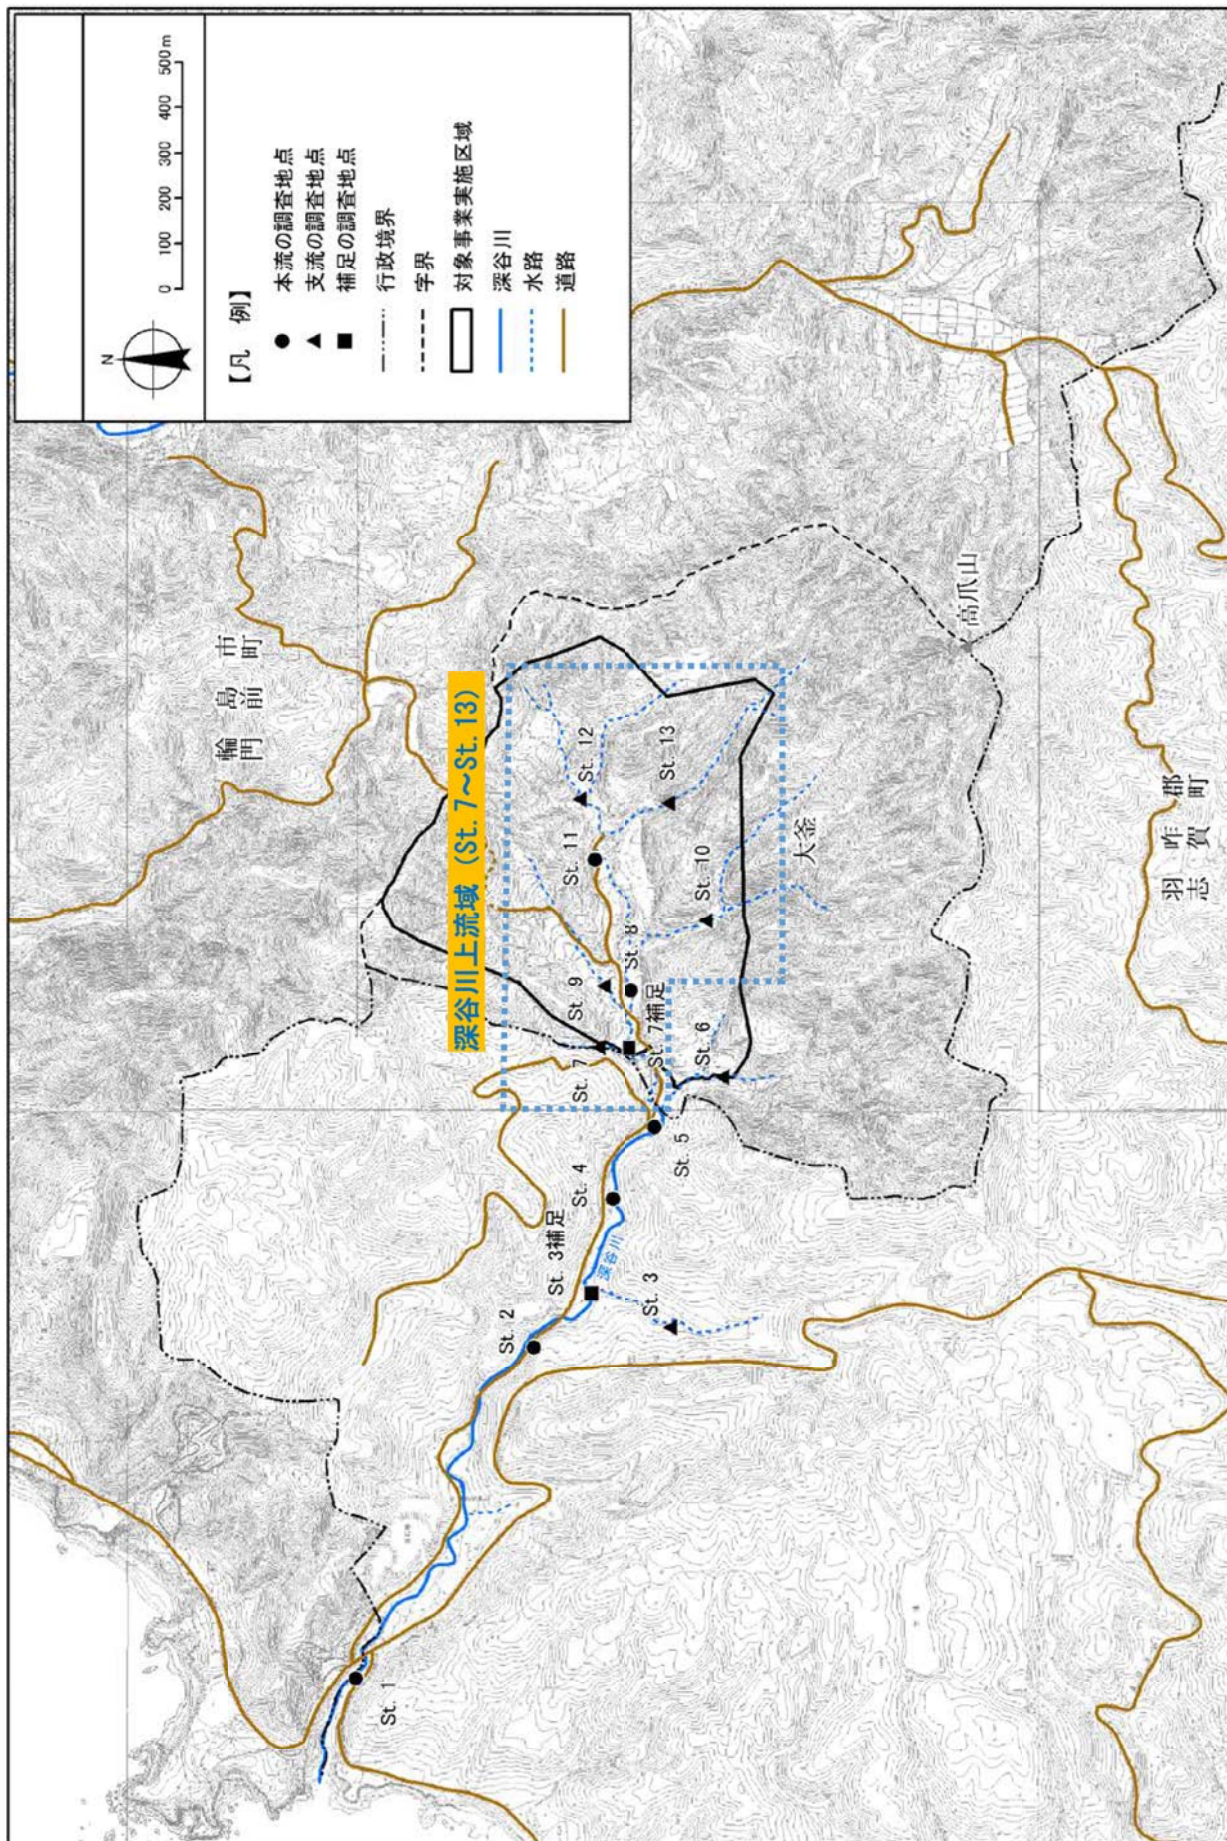 N
0 100 200 300 400 500m
【凡 例】
本流の調査地点
支流の調査地点
補足の調査地点
行政境界
字界
対象事業実施区域
深谷川
水路
道路
輪 島 市
門 前 町
深谷川上流域（St. 7～St. 13）
St. 12
St. 13
St. 11
St. 10
St. 9
St. 8
St. 7
St. 7補足
St. 6
St. 5
St. 4
St. 3補足
深谷川
St. 3
St. 2
St. 1
大釜
高爪山
羽 咋 郡
志 賀 町